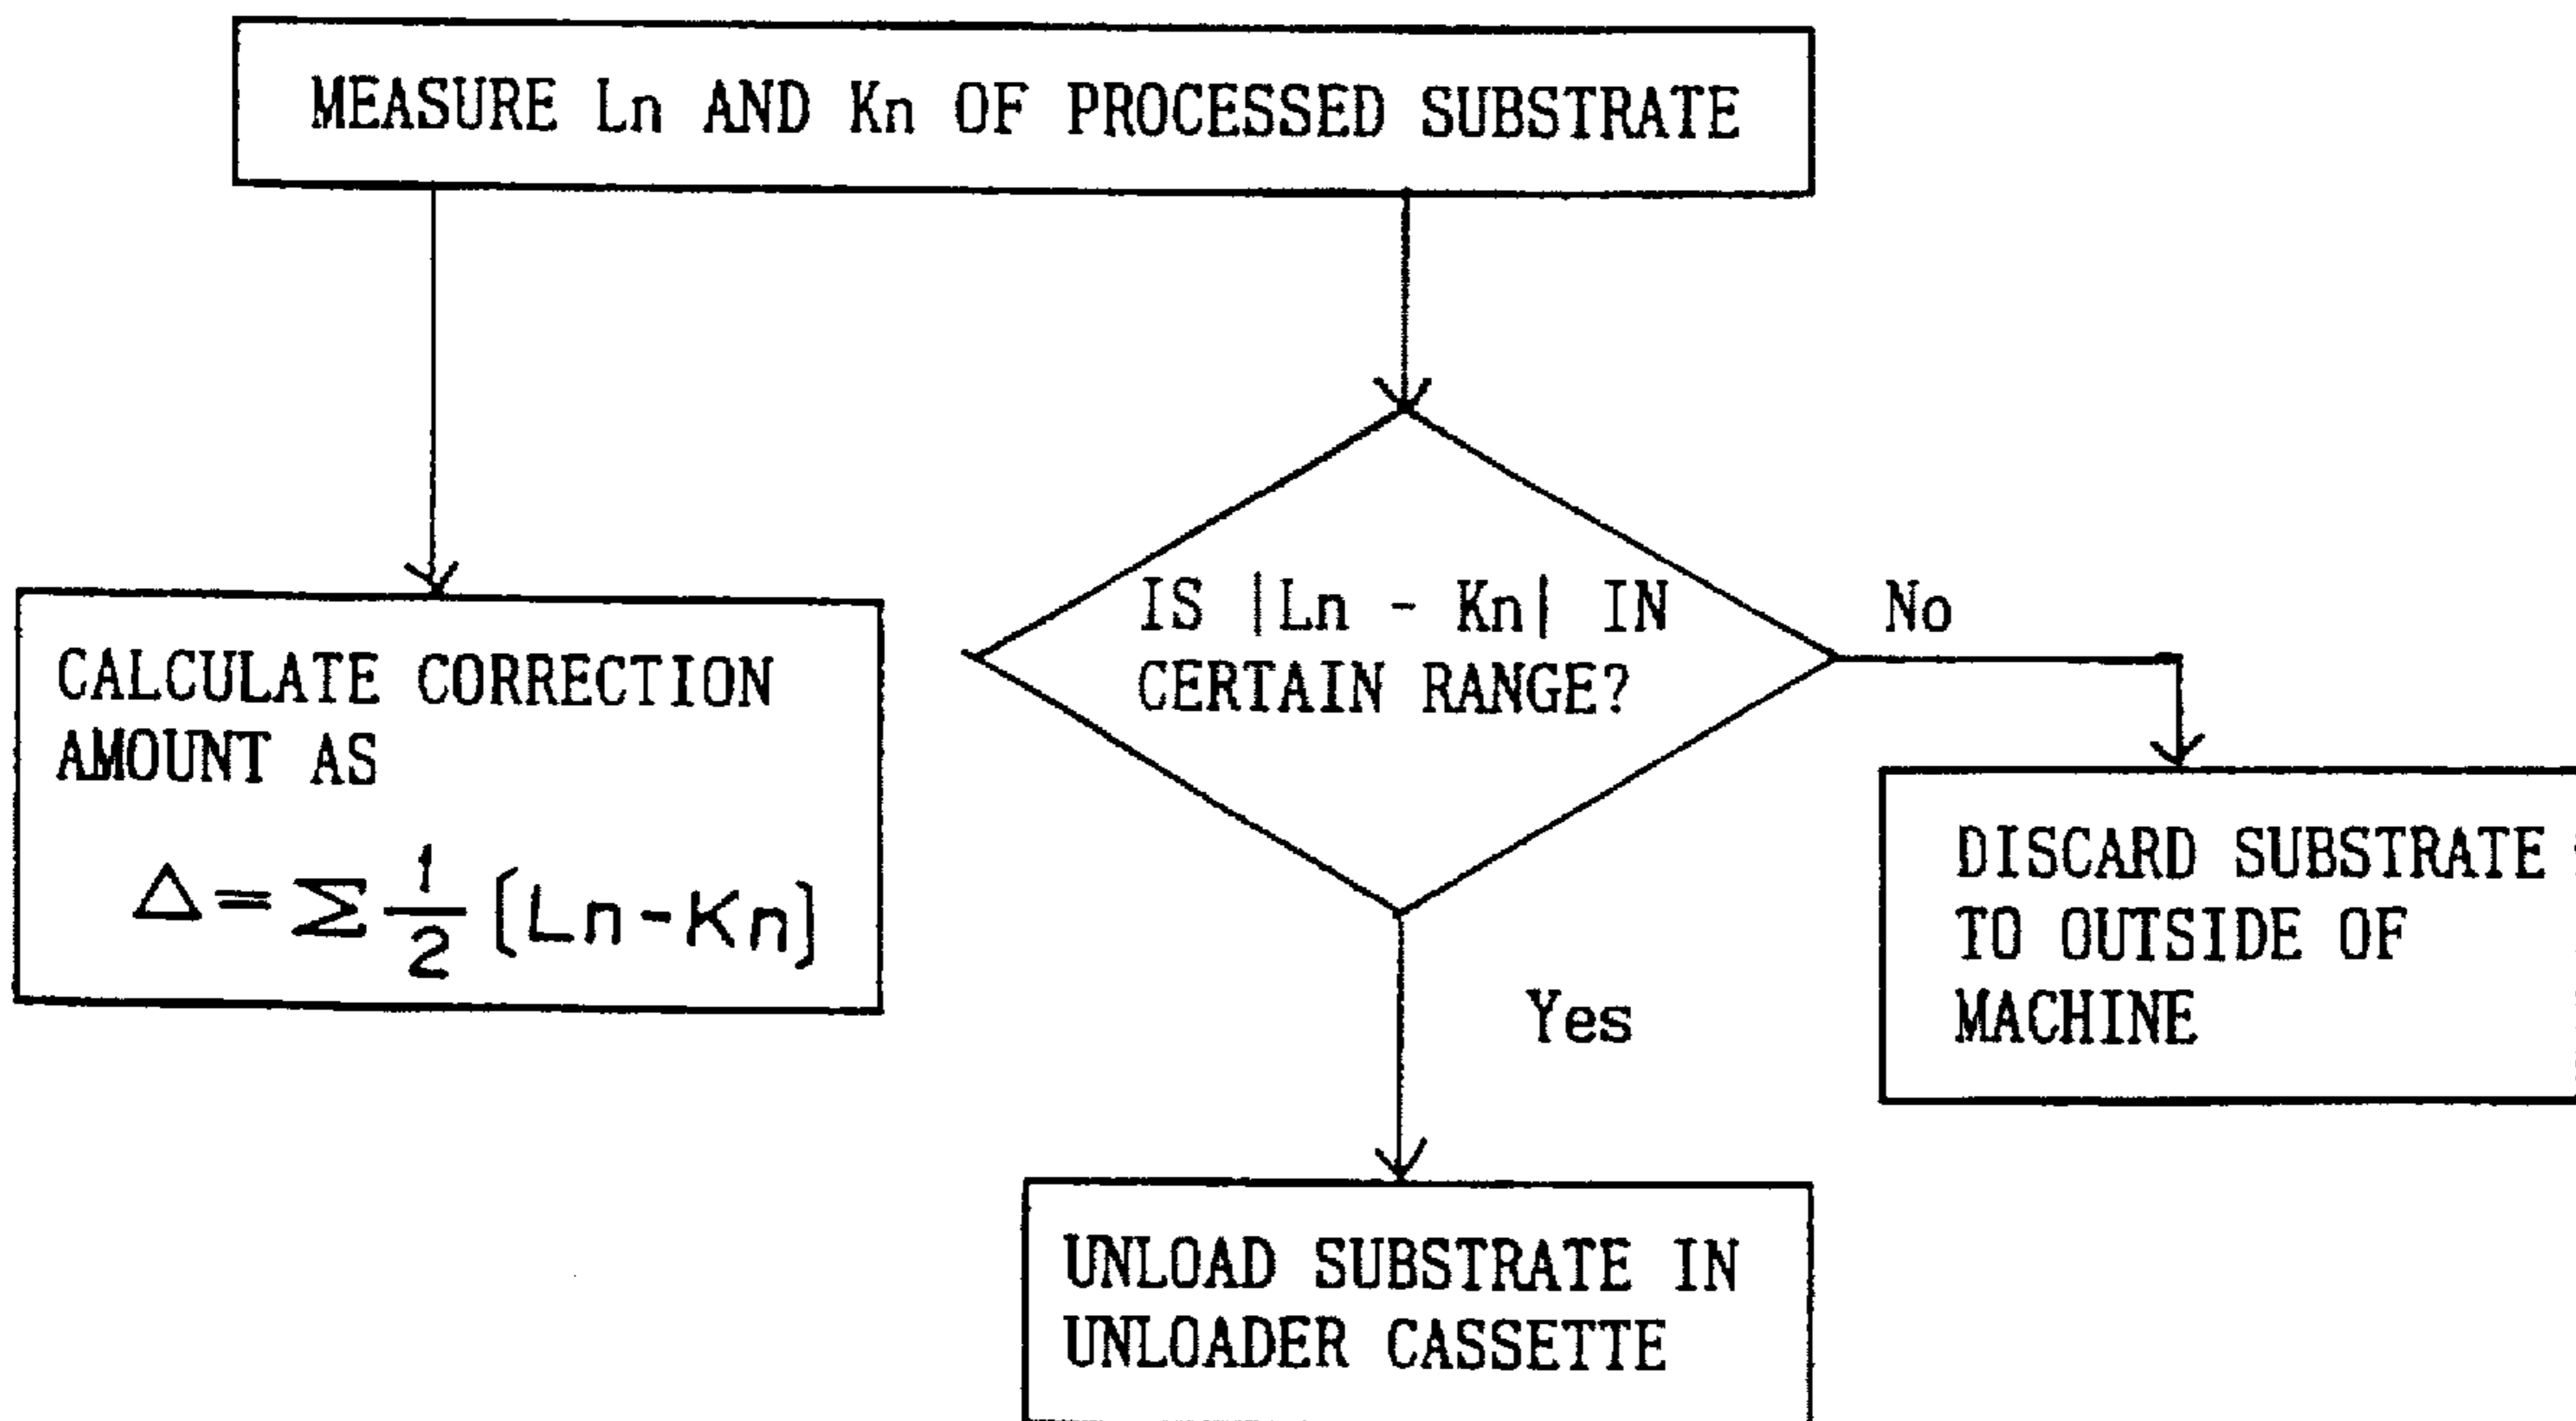 MEASURE Ln AND Kn OF PROCESSED SUBSTRATE
CALCULATE CORRECTION
AMOUNT AS
Δ = Σ 1/2 [Ln-Kn]
IS |Ln - Kn| IN
CERTAIN RANGE?
No
DISCARD SUBSTRATE
TO OUTSIDE OF
MACHINE
Yes
UNLOAD SUBSTRATE IN
UNLOADER CASSETTE